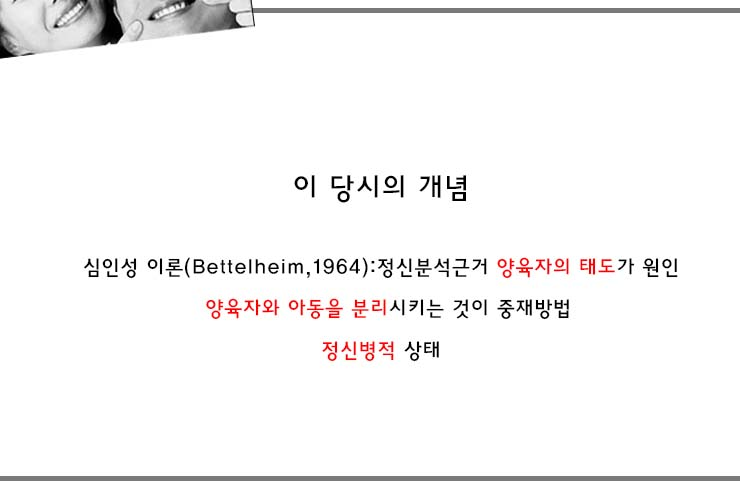 이 당시의 개념
심인성 이론(Bettelheim,1964):정신분석근거 양육자의 태도가 원인
양육자와 아동을 분리시키는 것이 중재방법
정신병적 상태